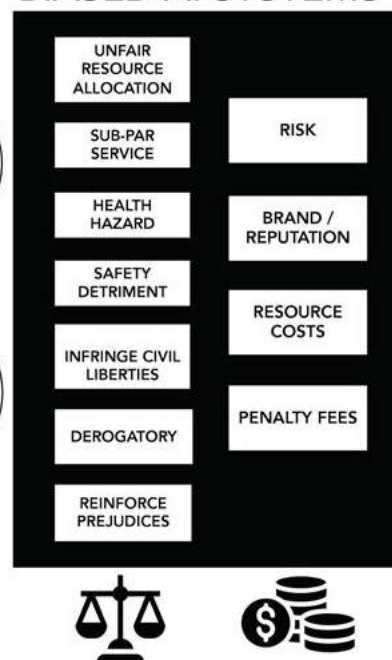 UNFAIR
RESOURCE
ALLOCATION
SUB-PAR
SERVICE
HEALTH
HAZARD
SAFETY
DETRIMENT
INFRINGE CIVIL
LIBERTIES
DEROGATORY
REINFORCE
PREJUDICES
RISK
BRAND /
REPUTATION
RESOURCE
COSTS
PENALTY FEES
$